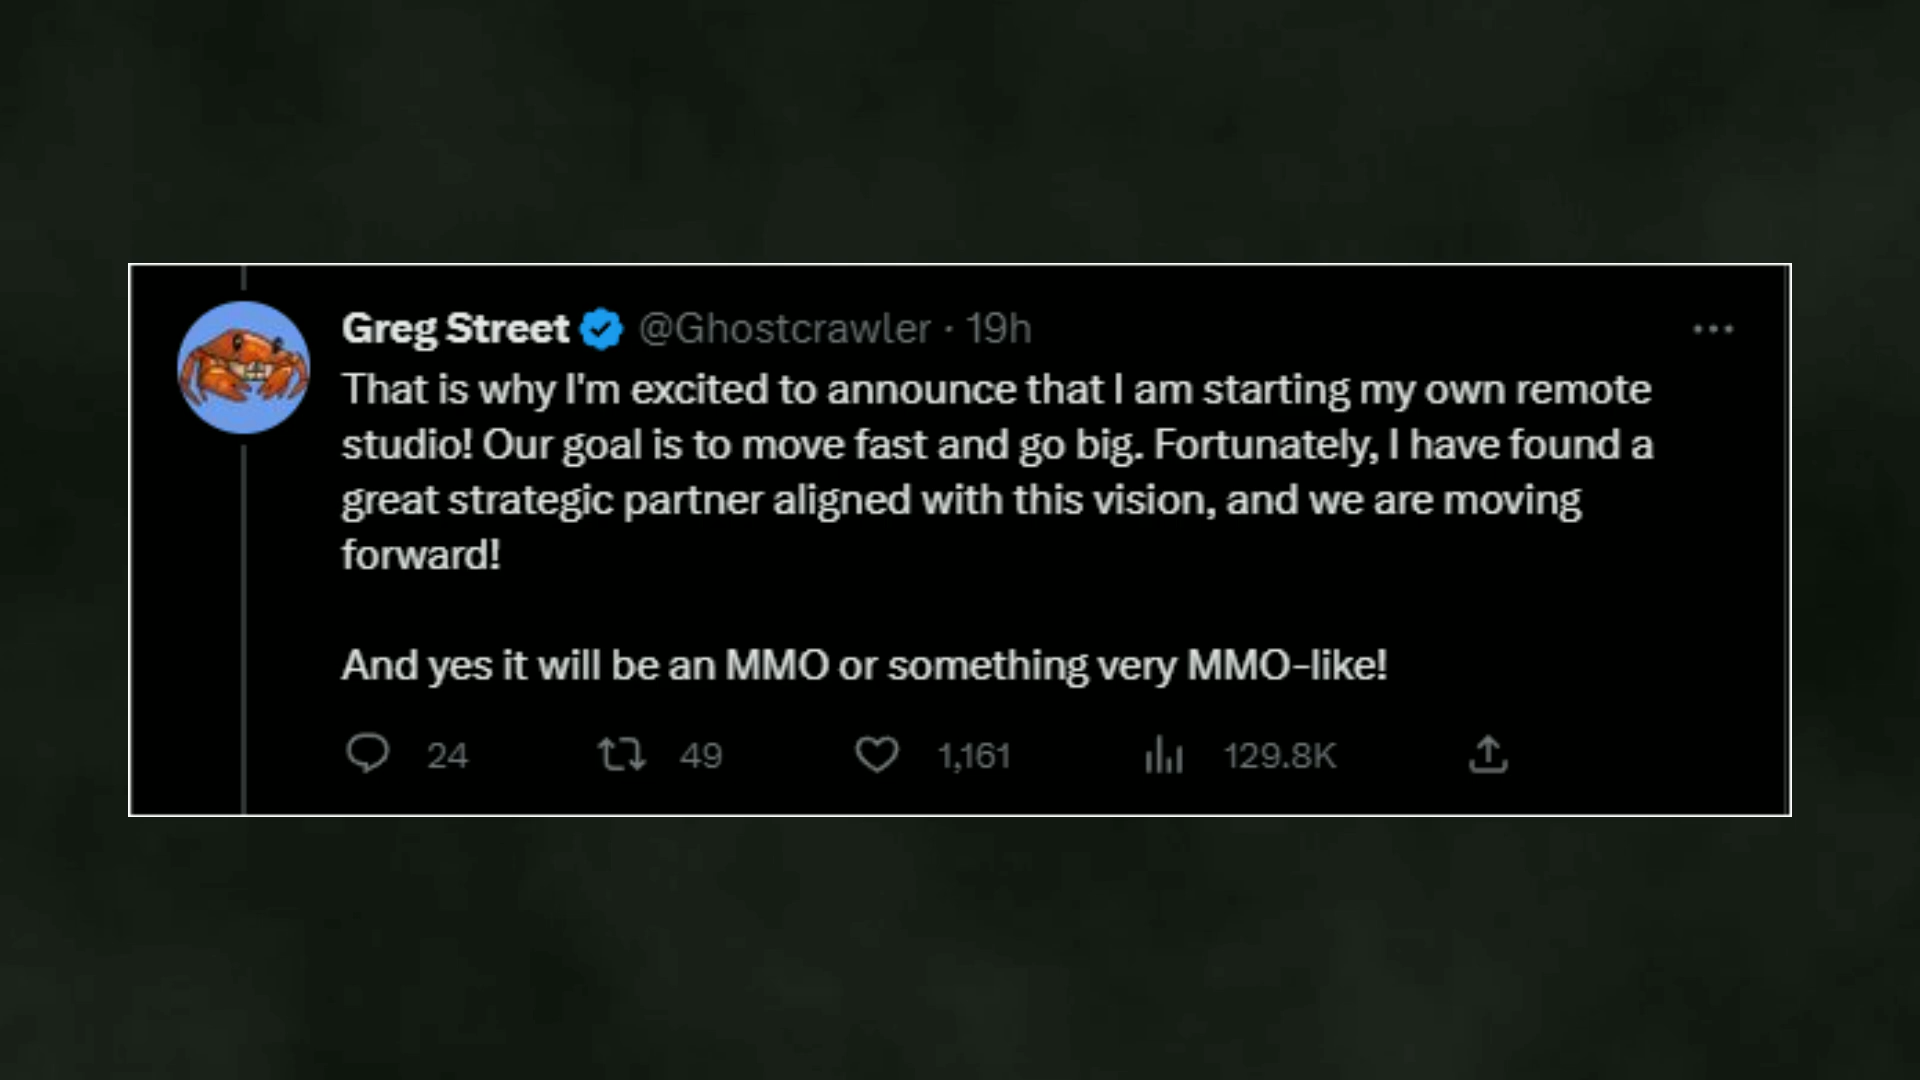 Greg Street @Ghostcrawler · 19h
That is why I'm excited to announce that I am starting my own remote
studio! Our goal is to move fast and go big. Fortunately, I have found a
great strategic partner aligned with this vision, and we are moving
forward!
And yes it will be an MMO or something very MMO-like!
24 49 1,161 129.8K